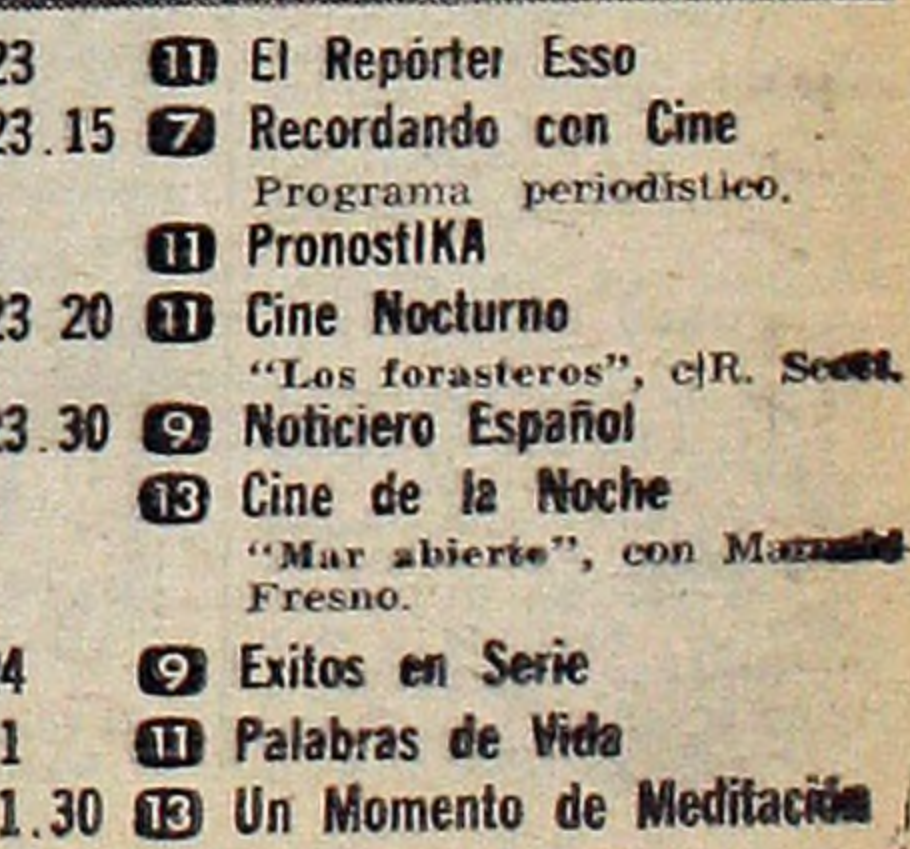 23 11 El Repórter Esso
23.15 7 Recordando con Cine
Programa periodístico.
11 PronostIKA
23 20 11 Cine Nocturno
"Los forasteros", c|R. Scott.
23.30 9 Noticiero Español
13 Cine de la Noche
"Mar abierto", con
Fresno.
4 9 Exitos en Serie
1 11 Palabras de Vida
1.30 13 Un Momento de Meditación